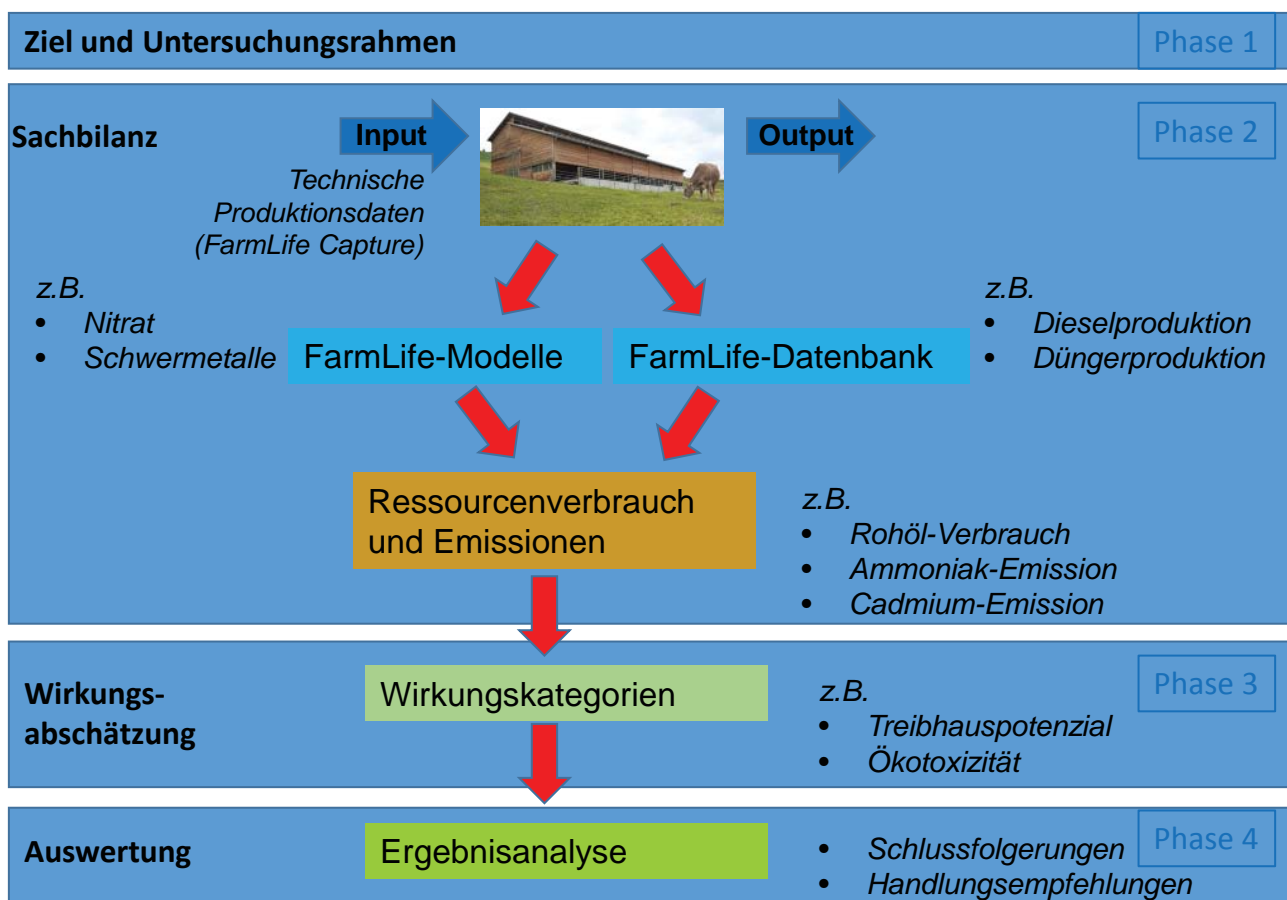 Ziel und Untersuchungsrahmen
Phase 1
Sachbilanz
Input
Output
Phase 2
Technische
Produktionsdaten
(FarmLife Capture)
z.B.
• Nitrat
• Schwermetalle
FarmLife-Modelle
FarmLife-Datenbank
z.B.
• Dieselproduktion
• Düngerproduktion
Ressourcenverbrauch
und Emissionen
z.B.
• Rohöl-Verbrauch
• Ammoniak-Emission
• Cadmium-Emission
Wirkungs-
abschätzung
Wirkungskategorien
z.B.
• Treibhauspotenzial
• Ökotoxizität
Phase 3
Auswertung
Ergebnisanalyse
• Schlussfolgerungen
• Handlungsempfehlungen
Phase 4